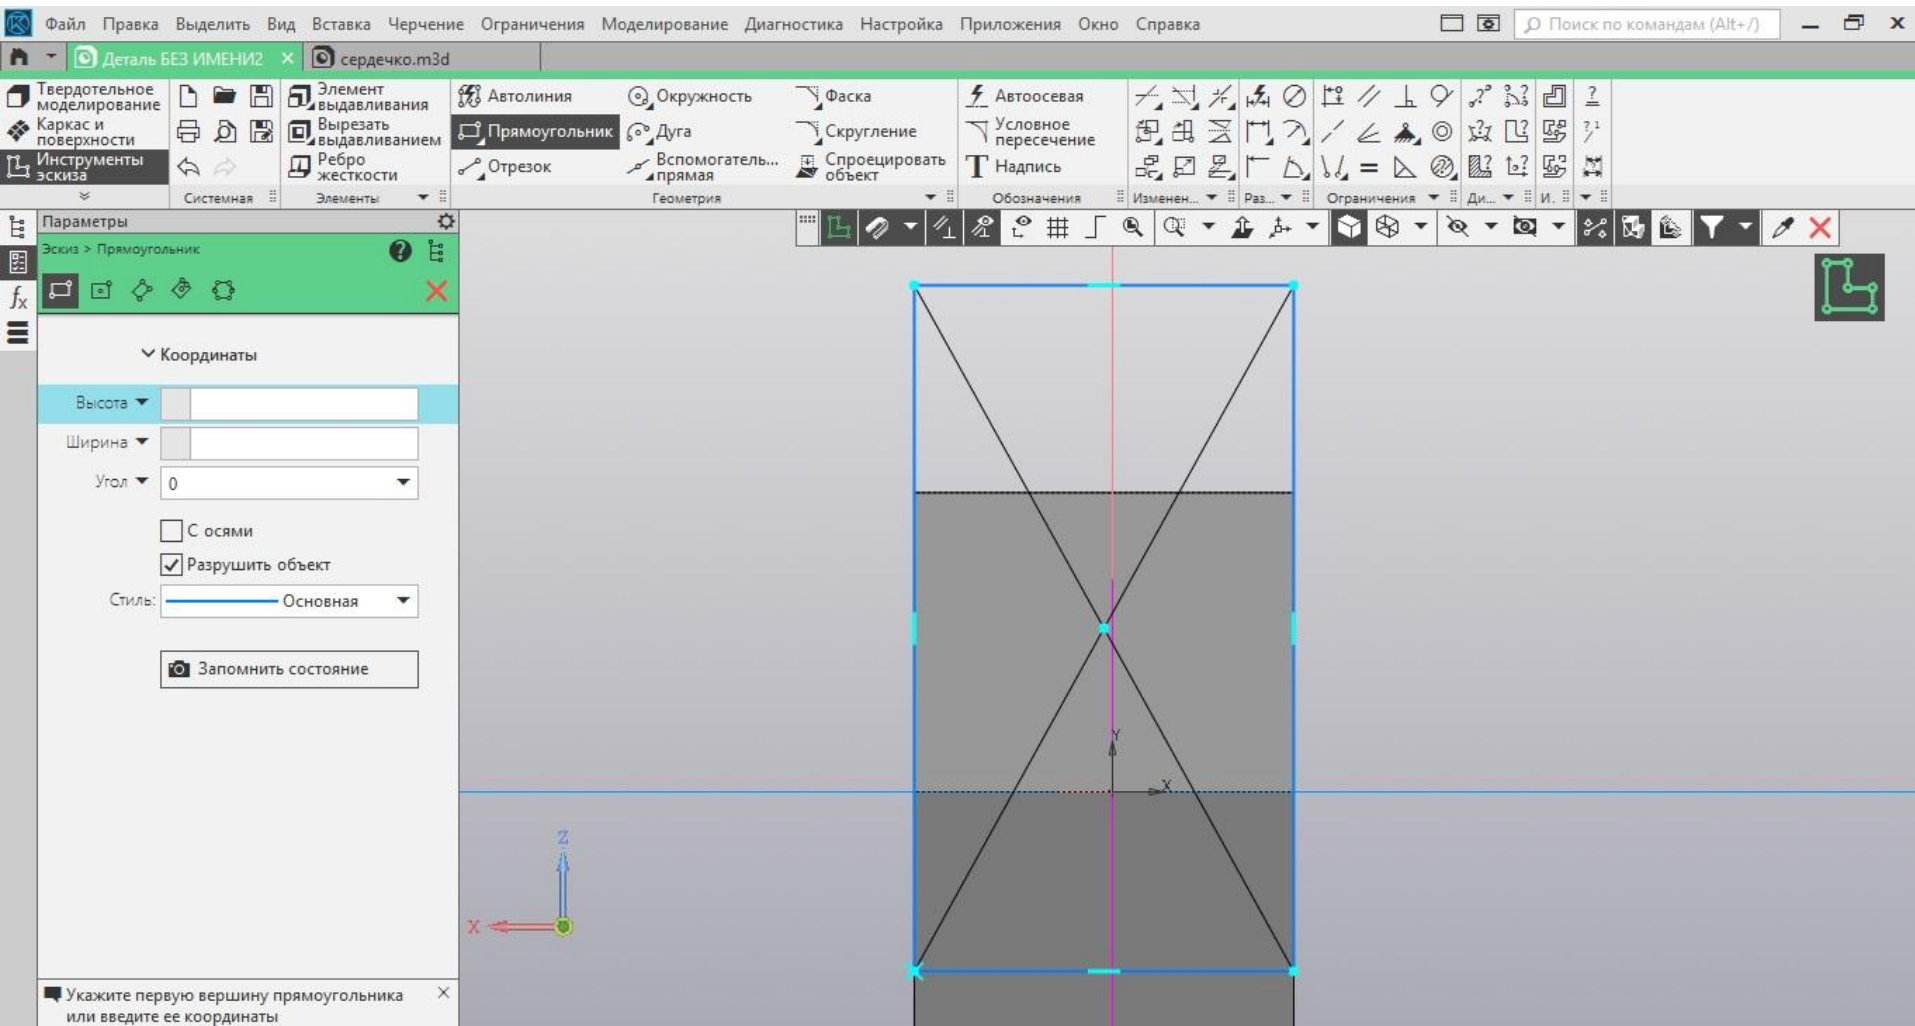 Файл Правка Выделить Вид Вставка Черчение Ограничения Моделирование Диагностика Настройка Приложения Окно Справка Поиск по командам (Alt+/)
Деталь БЕЗ ИМЕНИ2 сердечко.m3d
Твердотельное моделирование
Каркас и поверхности
Инструменты эскиза
Системная
Элемент выдавливания
Вырезать выдавливанием
Ребро жесткости
Элементы
Автолиния Окружность Фаска
Прямоугольник Дуга Скругление
Отрезок Вспомогатель... прямая Спроецировать объект
Геометрия
Автоосевая
Условное пересечение
Надпись
Обозначения
Изменен... Раз... Ограничения Ди... И.
Параметры
Эскиз > Прямоугольник
Координаты
Высота
Ширина
Угол 0
С осями
Разрушить объект
Стиль: Основная
Запомнить состояние
Укажите первую вершину прямоугольника
или введите ее координаты
Y
X
Z
X